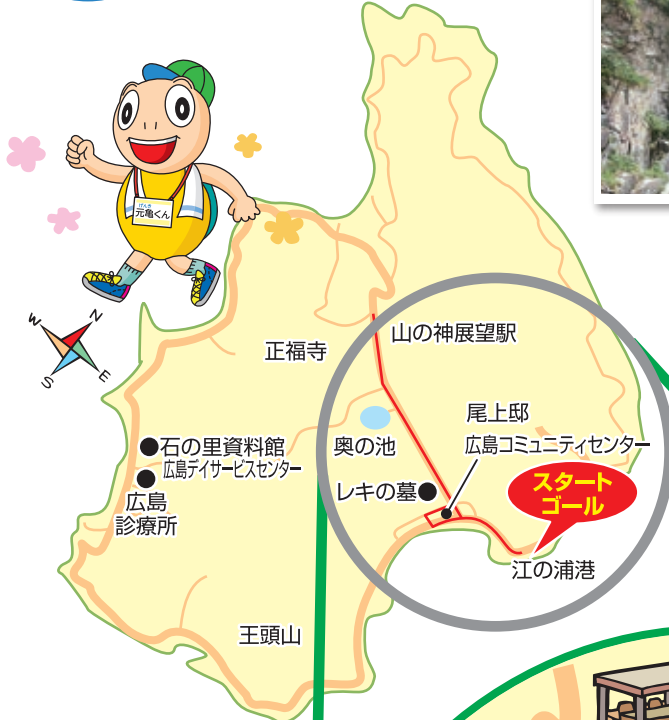 げんき
元亀くん
W
N
S
E
正福寺
山の神展望駅
尾上邸
広島コミュニティセンター
石の里資料館
広島デイサービスセンター
奥の池
レキの墓
スタート
ゴール
広島
診療所
江の浦港
王頭山